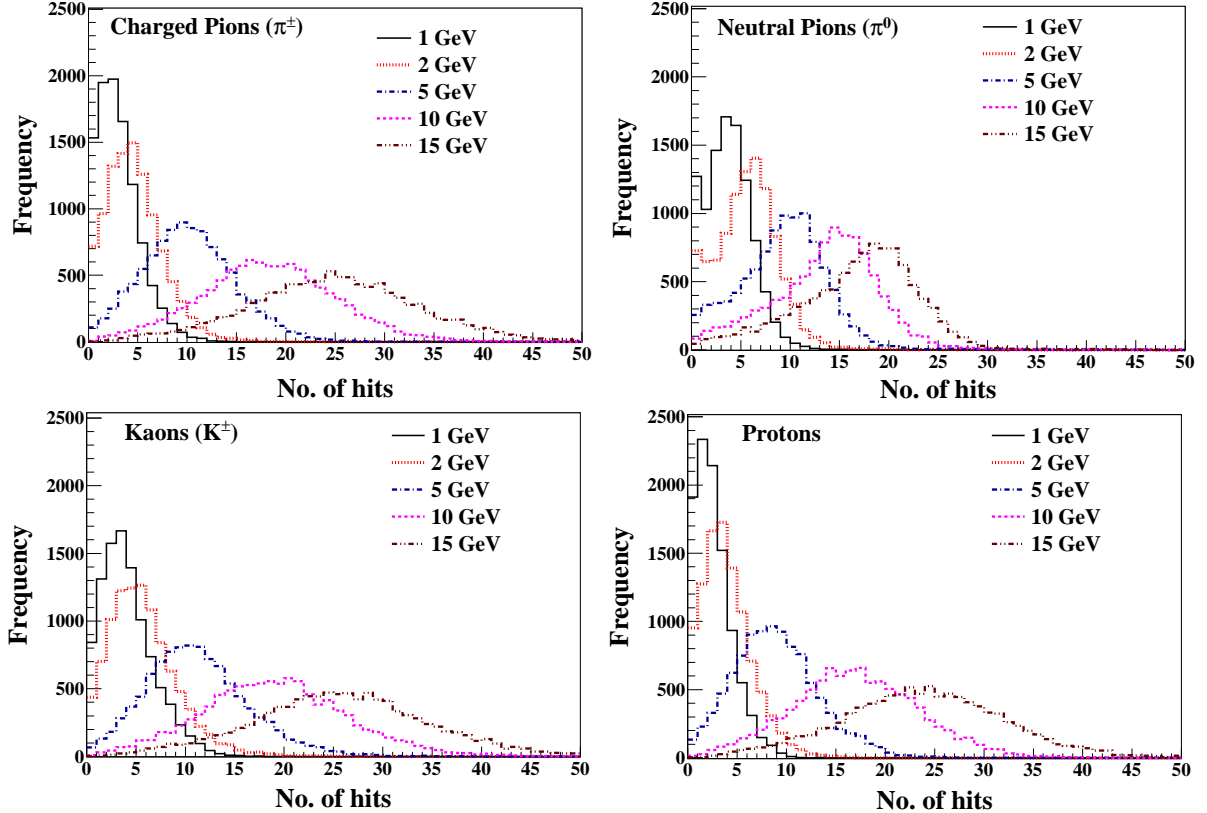 Charged Pions (π±)
1 GeV
2 GeV
5 GeV
10 GeV
15 GeV
Frequency
2500
2000
1500
1000
500
0
0 5 10 15 20 25 30 35 40 45 50
No. of hits
Neutral Pions (π⁰)
1 GeV
2 GeV
5 GeV
10 GeV
15 GeV
Frequency
2500
2000
1500
1000
500
0
0 5 10 15 20 25 30 35 40 45 50
No. of hits
Kaons (K±)
1 GeV
2 GeV
5 GeV
10 GeV
15 GeV
Frequency
2500
2000
1500
1000
500
0
0 5 10 15 20 25 30 35 40 45 50
No. of hits
Protons
1 GeV
2 GeV
5 GeV
10 GeV
15 GeV
Frequency
2500
2000
1500
1000
500
0
0 5 10 15 20 25 30 35 40 45 50
No. of hits